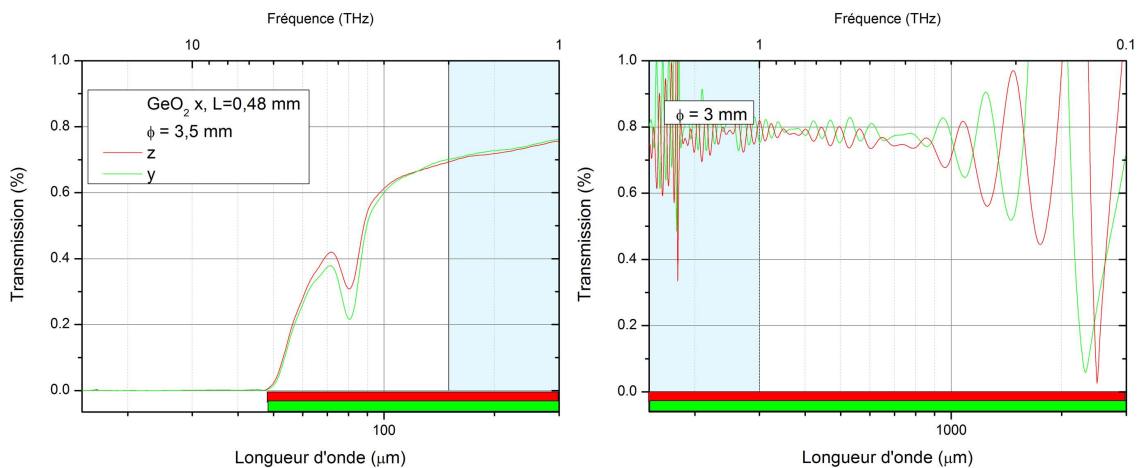 Fréquence (THz)
10
1
1.0
0.8
0.6
0.4
0.2
0.0
Transmission (%)
GeO2 x, L=0,48 mm
ϕ = 3,5 mm
z
y
100
Longueur d'onde (μm)
Fréquence (THz)
1
0.1
1.0
0.8
0.6
0.4
0.2
0.0
Transmission (%)
ϕ = 3 mm
1000
Longueur d'onde (μm)